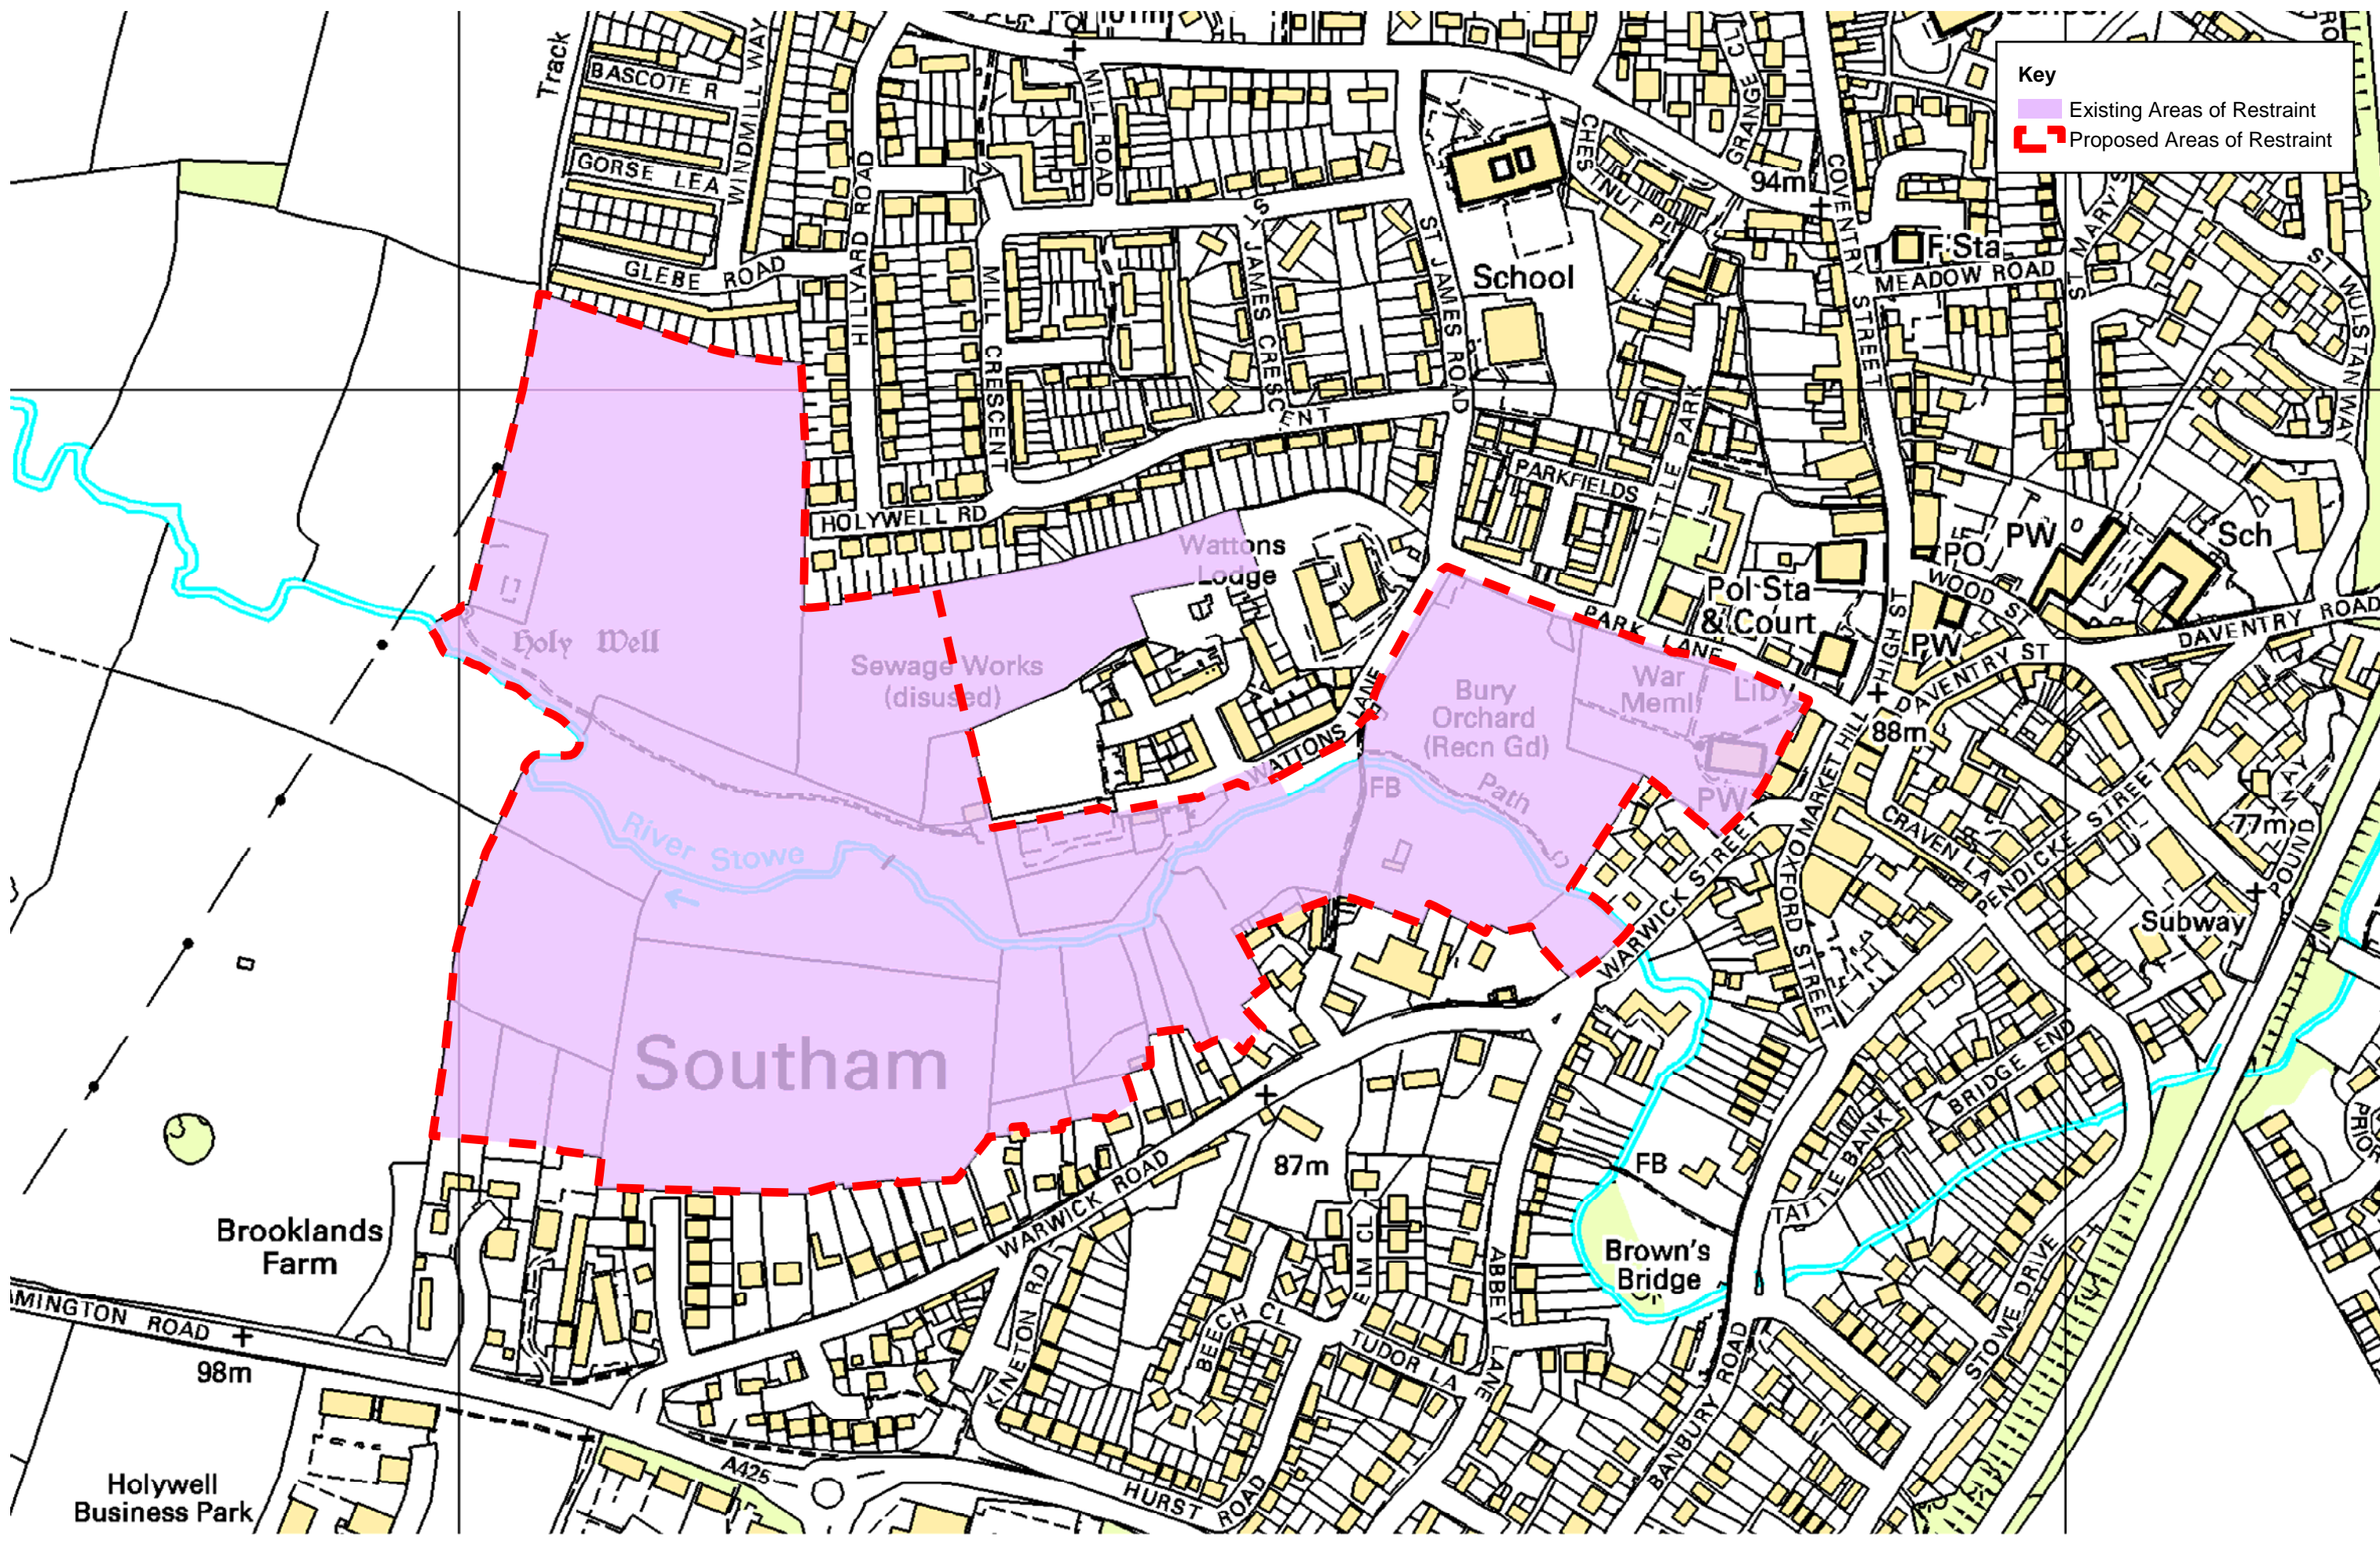 101m
School
Key
Existing Areas of Restraint
Proposed Areas of Restraint
Track
BASCOTE R
WINDMILL WAY
GORSE LEA
GLEBE ROAD
HILLYARD ROAD
MILL ROAD
MILL CRESCENT
ST JAMES CRESCENT
ST JAMES ROAD
School
CHESTNUT PL
GRANGE CL
94m
COVENTRY STREET
F Sta
MEADOW ROAD
ST MARY'S
ST WULSTAN WAY
LITTLE PARK
PARKFIELDS
HOLYWELL RD
Wattons
Lodge
PW
Sch
PO
WOOD ST
Pol Sta
& Court
PARK LANE
HIGH ST
PW
DAVENTRY ST
DAVENTRY ROAD
Holy Well
Sewage Works
(disused)
WATTONS LANE
Bury
Orchard
(Recn Gd)
War
Meml
Liby
88m
MARKET HILL
FB
Path
PW
River Stowe
CRAVEN LA
PENDICKE STREET
77m
POUND WAY
WARWICK STREET
OXFORD STREET
Subway
Southam
BRIDGE END
TATTLE BANK
PRIOR
87m
FB
Brooklands
Farm
WARWICK ROAD
ELM CL
ABBEY LANE
Brown's
Bridge
AMINGTON ROAD
98m
KINETON RD
BEECH CL
TUDOR LA
STOWE DRIVE
BANBURY ROAD
A425
HURST ROAD
Holywell
Business Park